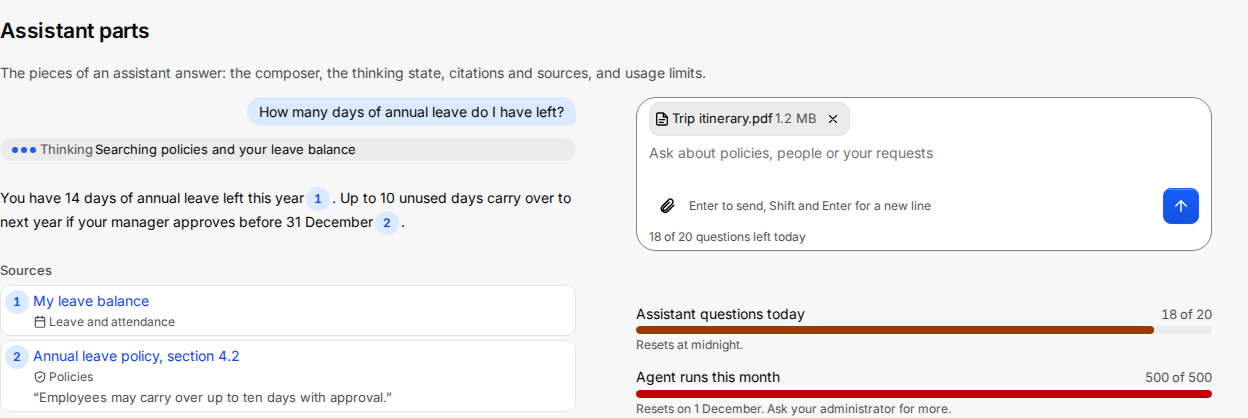 Assistant parts
The pieces of an assistant answer: the composer, the thinking state, citations and sources, and usage limits.
How many days of annual leave do I have left?
Thinking Searching policies and your leave balance
You have 14 days of annual leave left this year 1 . Up to 10 unused days carry over to
next year if your manager approves before 31 December 2 .
Sources
1 My leave balance
Leave and attendance
2 Annual leave policy, section 4.2
Policies
“Employees may carry over up to ten days with approval.”
Trip itinerary.pdf 1.2 MB
Ask about policies, people or your requests
Enter to send, Shift and Enter for a new line
18 of 20 questions left today
Assistant questions today 18 of 20
Resets at midnight.
Agent runs this month 500 of 500
Resets on 1 December. Ask your administrator for more.